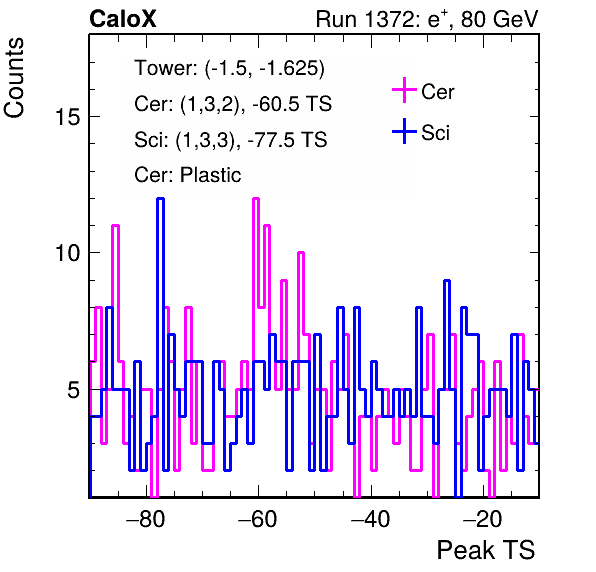 CaloX Run 1372: e⁺, 80 GeV
Counts
Tower: (-1.5, -1.625)
Cer: (1,3,2), -60.5 TS
Sci: (1,3,3), -77.5 TS
Cer: Plastic
Cer
Sci
15
10
5
−80 −60 −40 −20
Peak TS